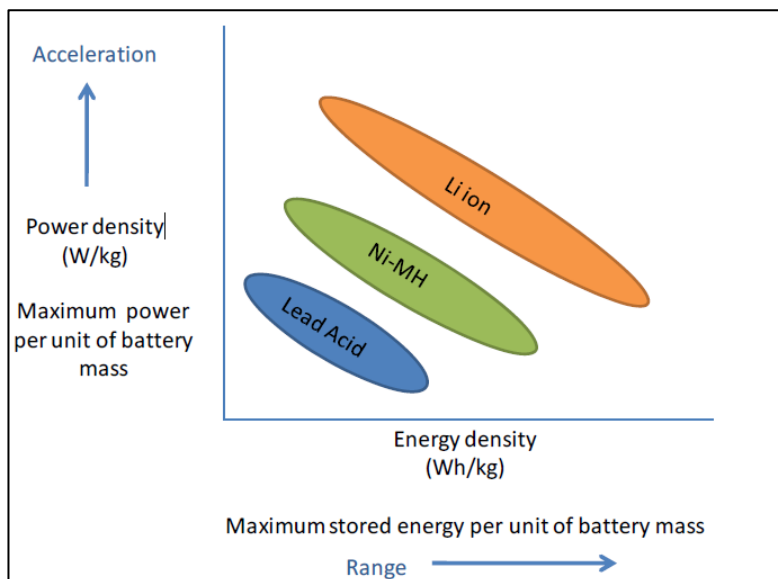 Acceleration
Power density
(W/kg)
Maximum power
per unit of battery
mass
Li ion
Ni-MH
Lead Acid
Energy density
(Wh/kg)
Maximum stored energy per unit of battery mass
Range